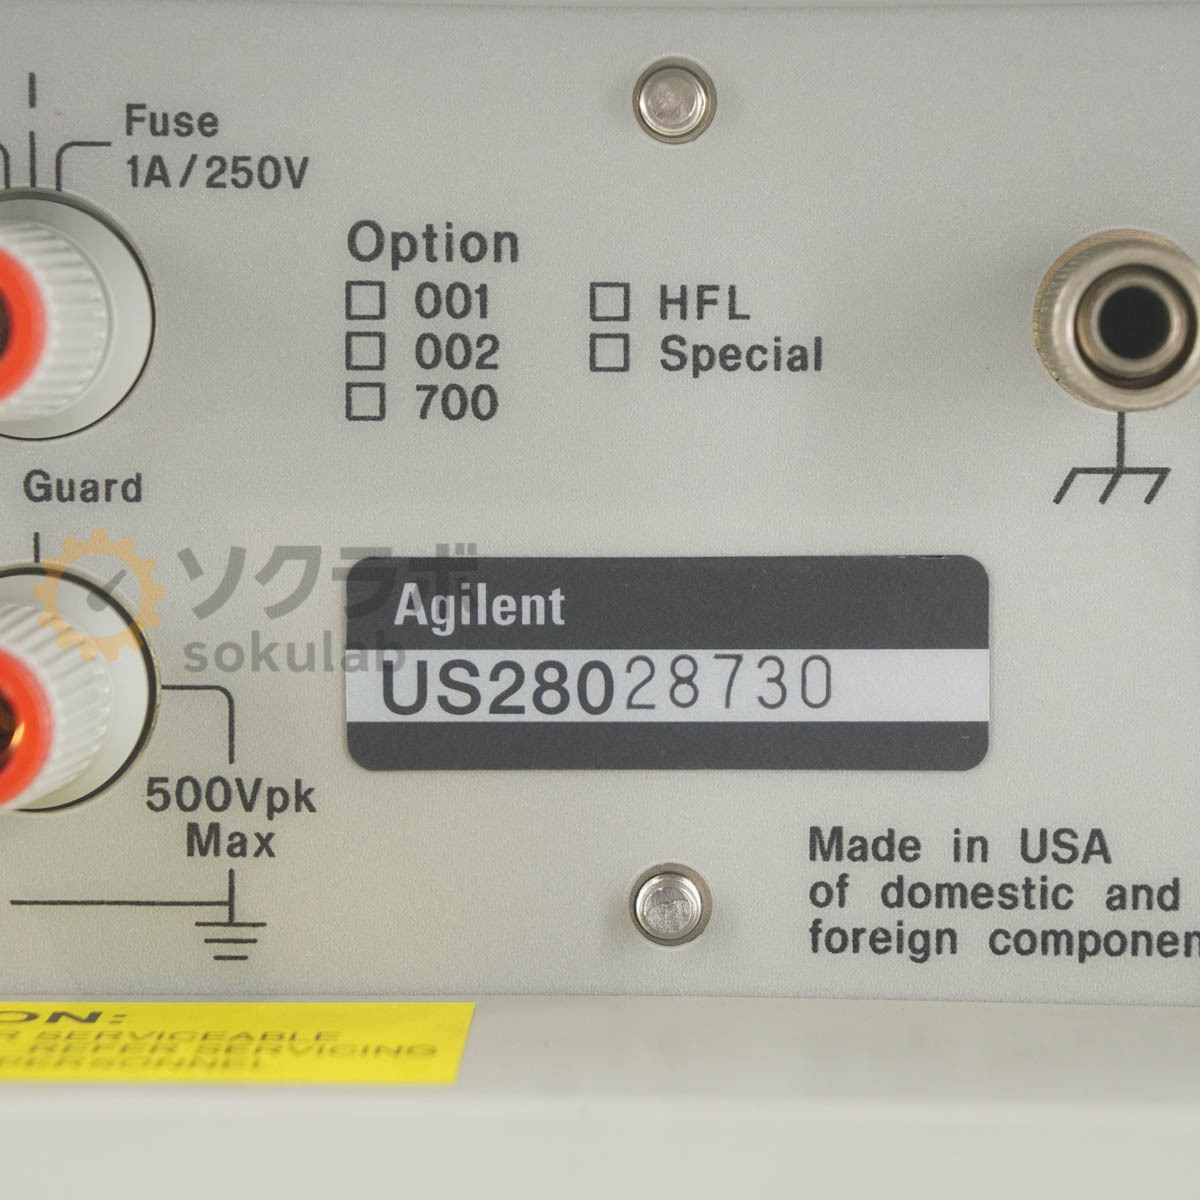 Fuse
1A/250V
Option
001
HFL
002
Special
700
Guard
ソクラボ
sokulab
Agilent
US28028730
500Vpk
Max
Made in USA
of domestic and
foreign componen
ON:
R SERVICEABLE
REFER SERVICING
PERSONNEL